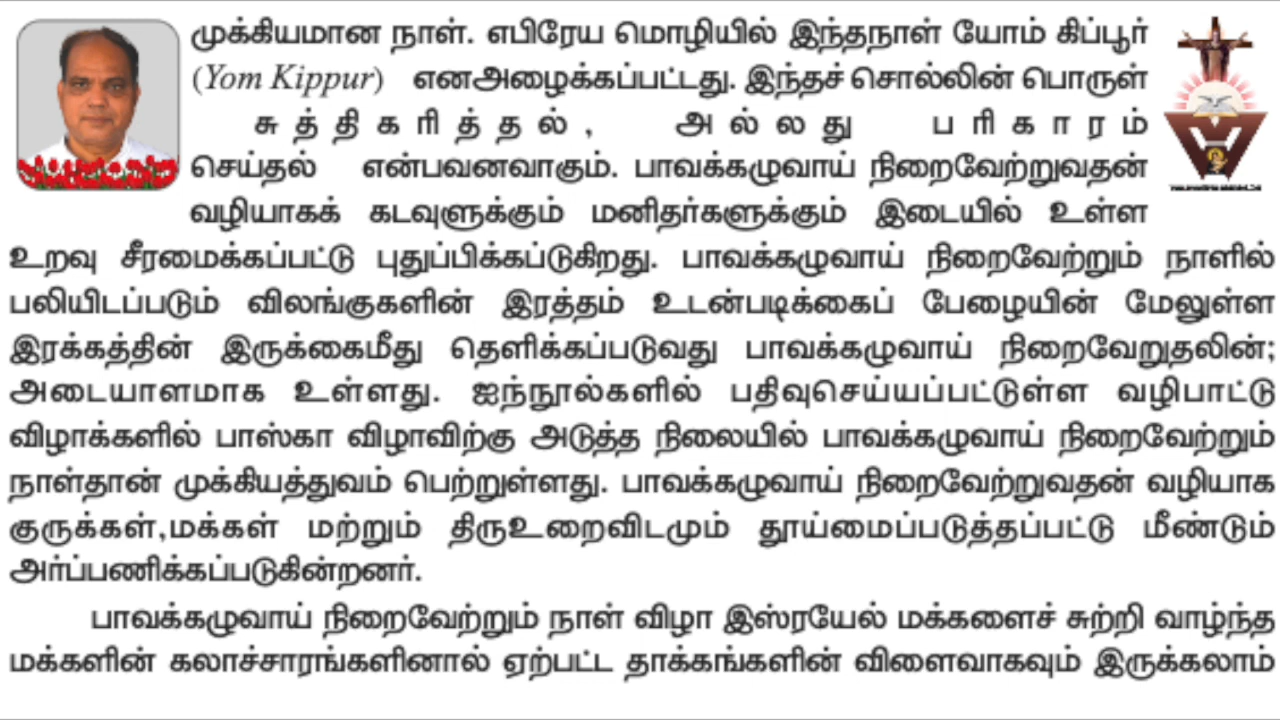 முக்கியமான நாள். எபிரேய மொழியில் இந்தநாள் யோம் கிப்பூர்
(Yom Kippur) எனஅழைக்கப்பட்டது. இந்தச் சொல்லின் பொருள்
சுத்திகரித்தல், அல்லது பரிகாரம்
செய்தல் என்பவனவாகும். பாவக்கழுவாய் நிறைவேற்றுவதன்
வழியாகக் கடவுளுக்கும் மனிதர்களுக்கும் இடையில் உள்ள
உறவு சீரமைக்கப்பட்டு புதுப்பிக்கப்டுகிறது. பாவக்கழுவாய் நிறைவேற்றும் நாளில்
பலியிடப்படும் விலங்குகளின் இரத்தம் உடன்படிக்கைப் பேழையின் மேலுள்ள
இரக்கத்தின் இருக்கைமீது தெளிக்கப்படுவது பாவக்கழுவாய் நிறைவேறுதலின்;
அடையாளமாக உள்ளது. ஐந்நூல்களில் பதிவுசெய்யப்பட்டுள்ள வழிபாட்டு
விழாக்களில் பாஸ்கா விழாவிற்கு அடுத்த நிலையில் பாவக்கழுவாய் நிறைவேற்றும்
நாள்தான் முக்கியத்துவம் பெற்றுள்ளது. பாவக்கழுவாய் நிறைவேற்றுவதன் வழியாக
குருக்கள்,மக்கள் மற்றும் திருஉறைவிடமும் தூய்மைப்படுத்தப்பட்டு மீண்டும்
அர்ப்பணிக்கப்படுகின்றனர்.
பாவக்கழுவாய் நிறைவேற்றும் நாள் விழா இஸ்ரயேல் மக்களைச் சுற்றி வாழ்ந்த
மக்களின் கலாச்சாரங்களினால் ஏற்பட்ட தாக்கங்களின் விளைவாகவும் இருக்கலாம்